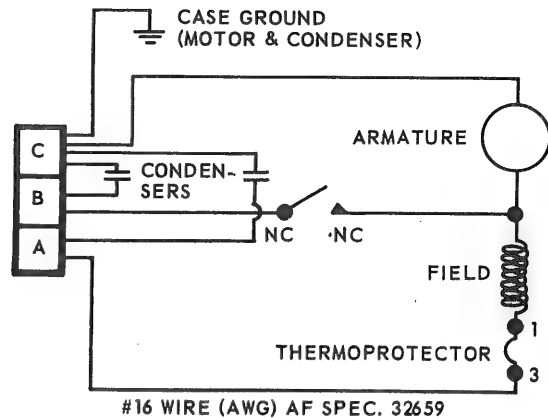 CASE GROUND
(MOTOR & CONDENSER)
ARMATURE
C
CONDEN-
SERS
B
NC
·NC
A
FIELD
1
THERMOPROTECTOR
3
#16 WIRE (AWG) AF SPEC. 32659